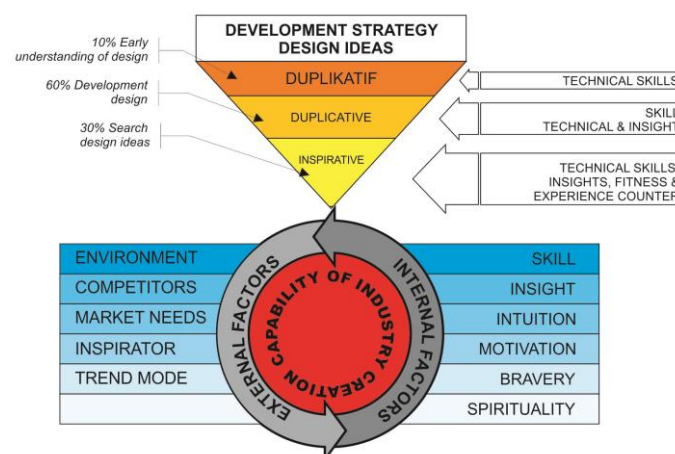 DEVELOPMENT STRATEGY
DESIGN IDEAS
10% Early
understanding of design
60% Development
design
30% Search
design ideas
DUPLIKATIF
DUPLICATIVE
INSPIRATIVE
TECHNICAL SKILLS
SKILL
TECHNICAL & INSIGHT
TECHNICAL SKILLS
INSIGHTS, FITNESS &
EXPERIENCE COUNTER
ENVIRONMENT
COMPETITORS
MARKET NEEDS
INSPIRATOR
TREND MODE
EXTERNAL FACTORS
CAPABILITY OF INDUSTRY CREATION
INTERNAL FACTORS
SKILL
INSIGHT
INTUITION
MOTIVATION
BRAVERY
SPIRITUALITY